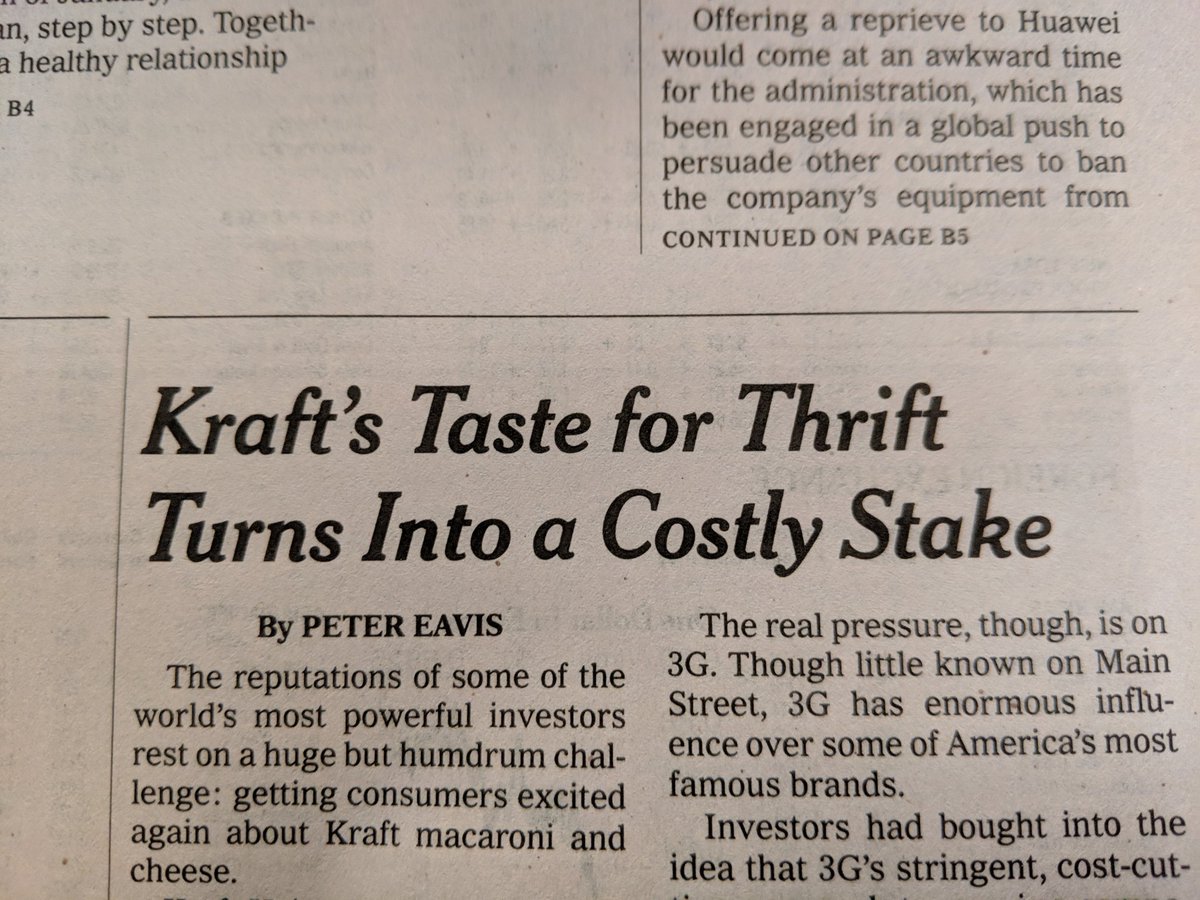 an, step by step. Togeth-
a healthy relationship
B4
Offering a reprieve to Huawei
would come at an awkward time
for the administration, which has
been engaged in a global push to
persuade other countries to ban
the company's equipment from
CONTINUED ON PAGE B5
Kraft's Taste for Thrift
Turns Into a Costly Stake
By PETER EAVIS
The reputations of some of the
world's most powerful investors
rest on a huge but humdrum chal-
lenge: getting consumers excited
again about Kraft macaroni and
cheese.
The real pressure, though, is on
3G. Though little known on Main
Street, 3G has enormous influ-
ence over some of America's most
famous brands.
Investors had bought into the
idea that 3G's stringent, cost-cut-